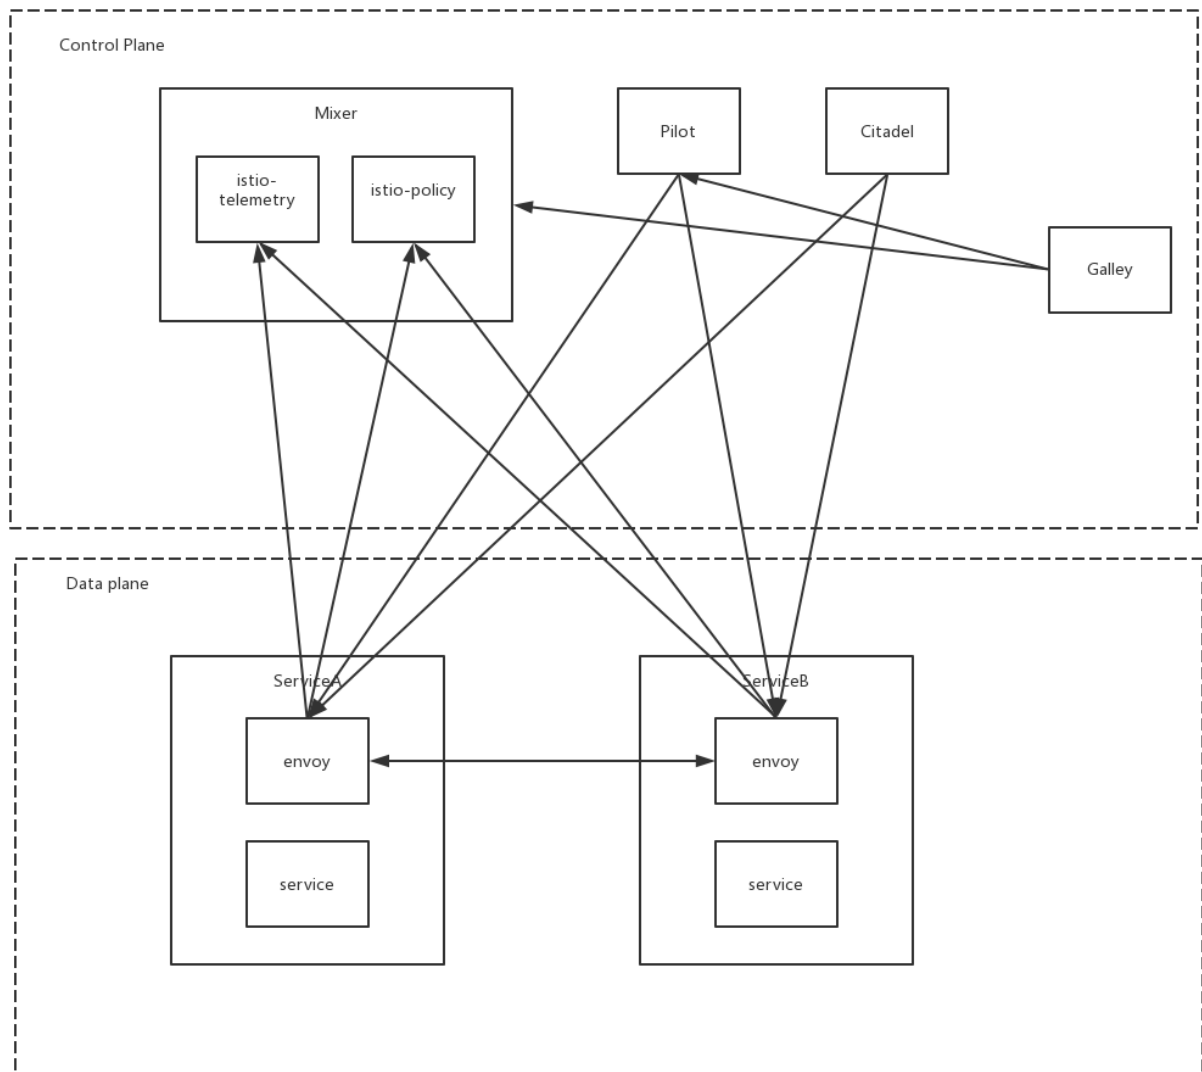 Control Plane
Mixer
Pilot
Citadel
istio-
telemetry
istio-policy
Galley
Data plane
ServiceA
ServiceB
envoy
envoy
service
service